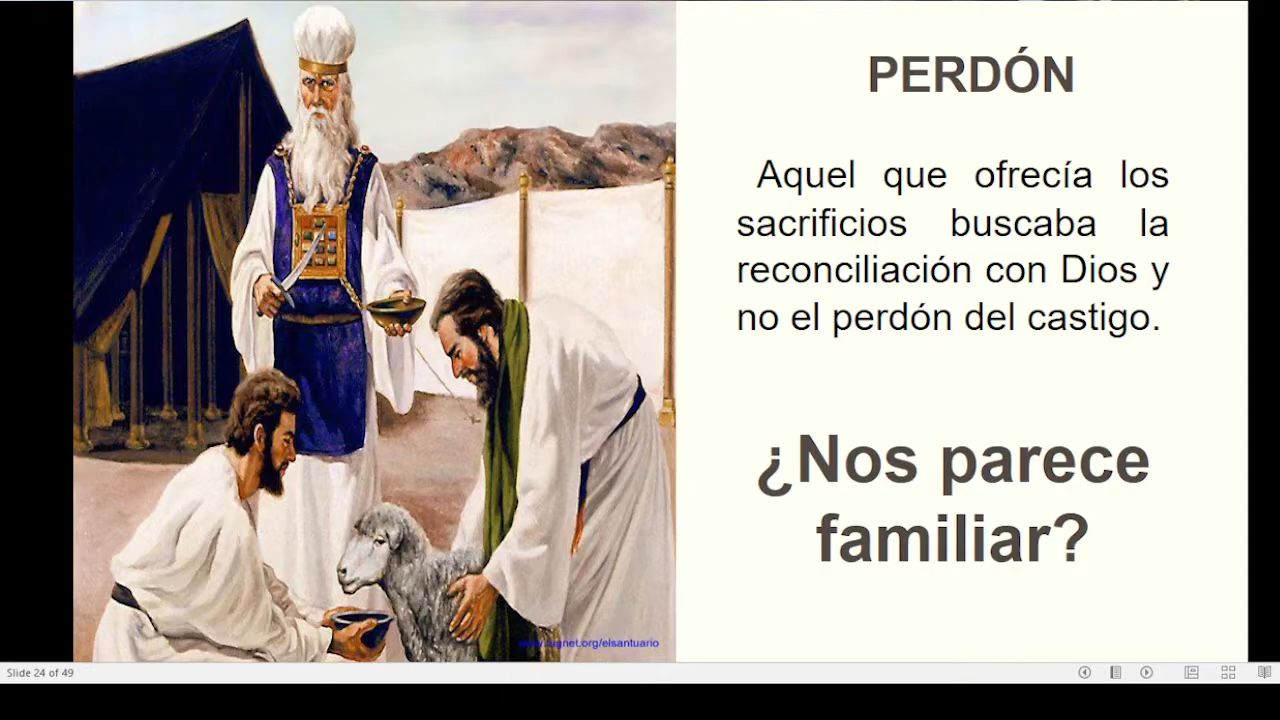 PERDÓN
Aquel que ofrecía los
sacrificios buscaba la
reconciliación con Dios y
no el perdón del castigo.
¿Nos parece
familiar?
Slide 24 of 49